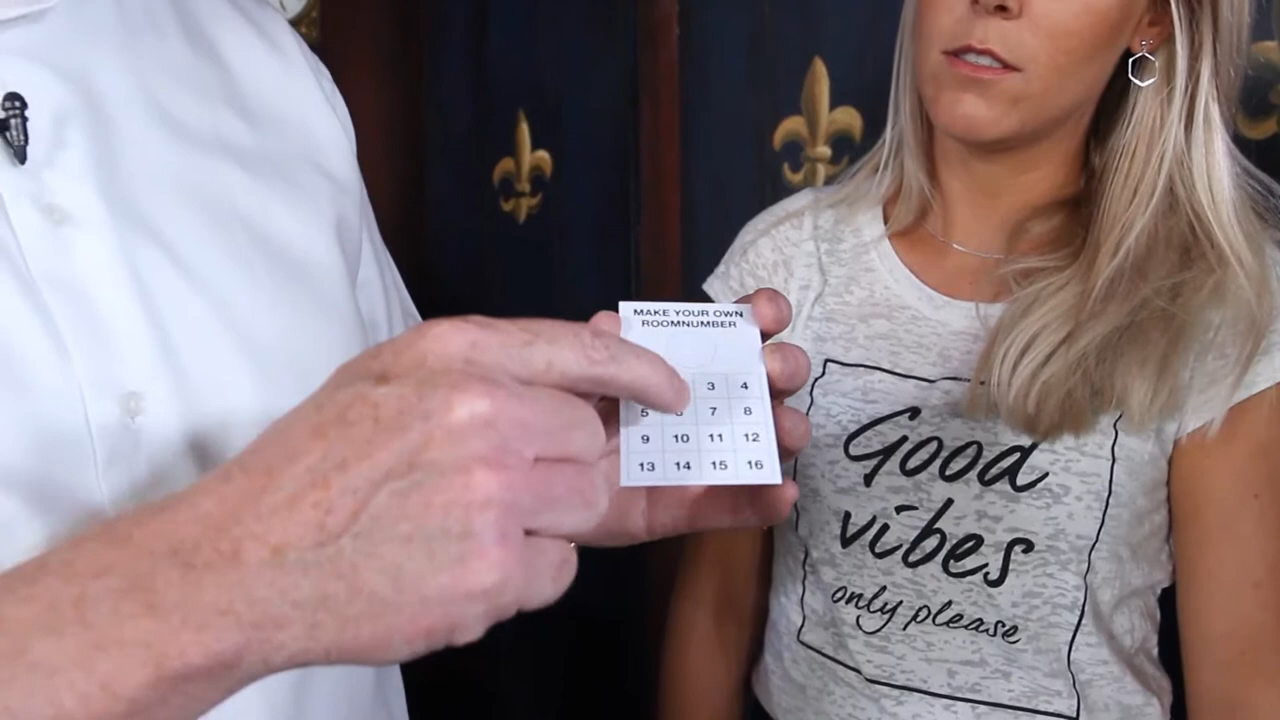 MAKE YOUR OWN
ROOMNUMBER
3 4
5 6 7 8
9 10 11 12
13 14 15 16
Good
vibes
only please